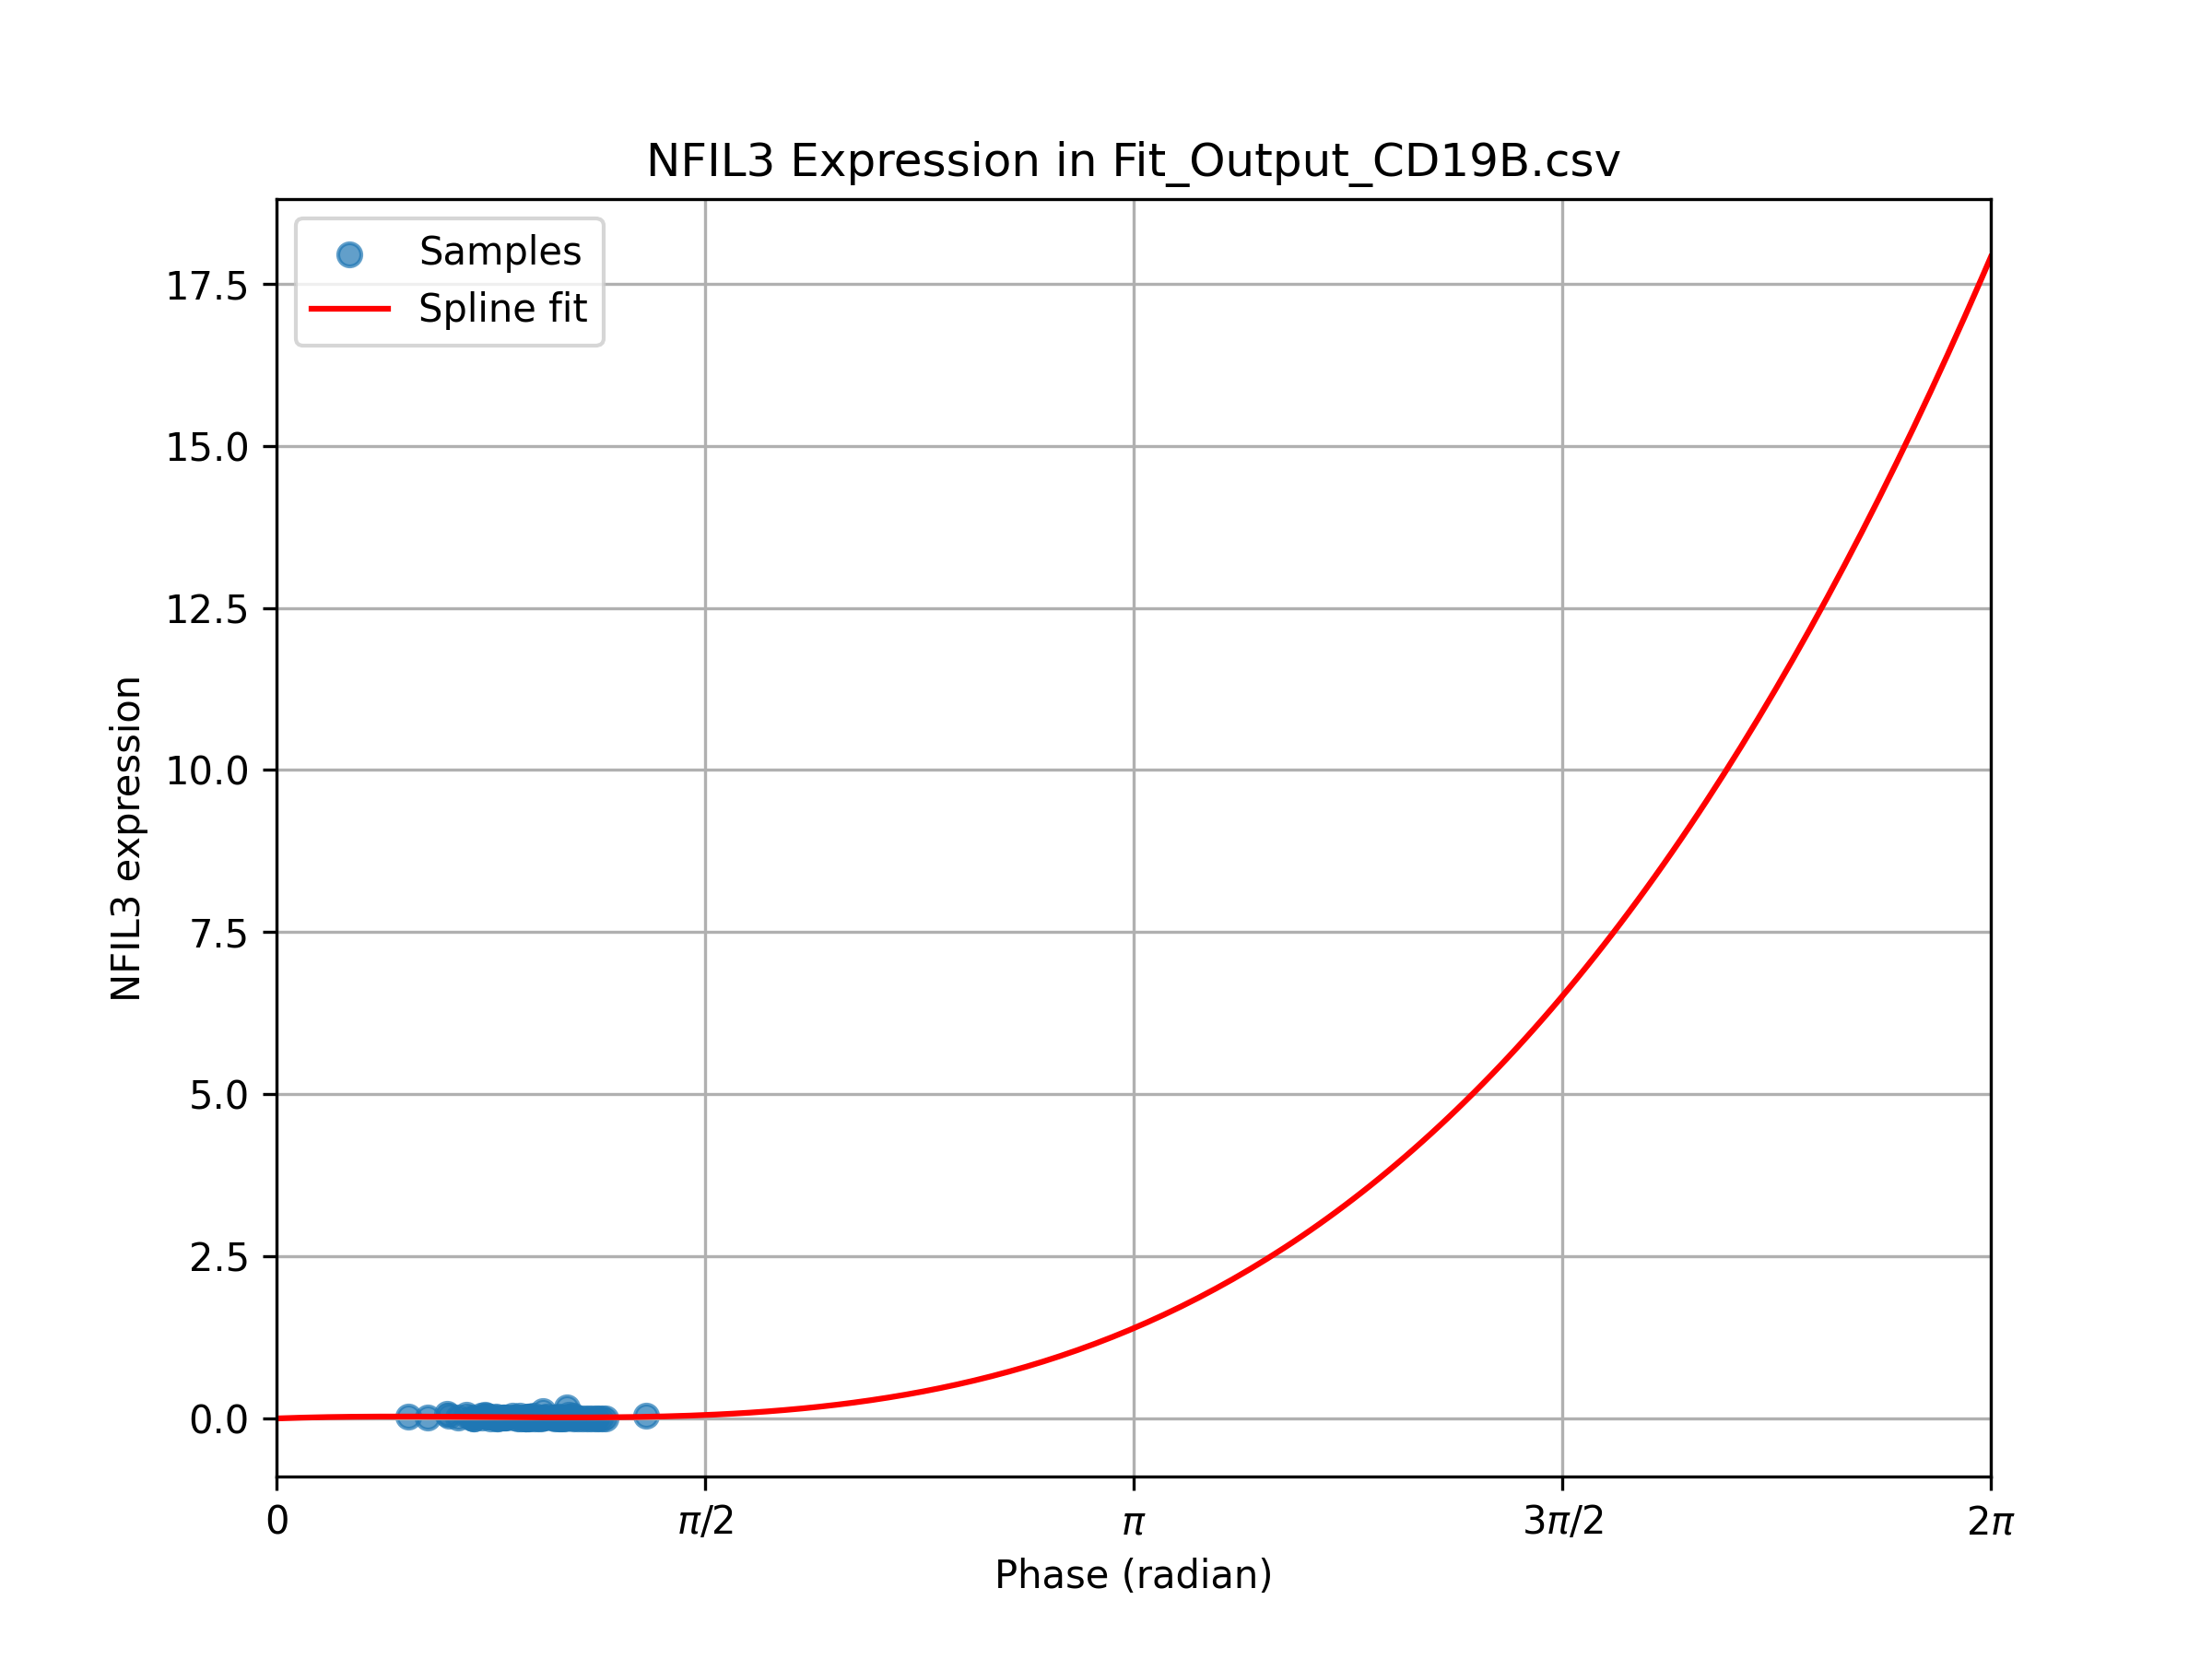 NFIL3 Expression in Fit_Output_CD19B.csv
Samples
Spline fit
17.5
15.0
12.5
10.0
7.5
5.0
2.5
0.0
NFIL3 expression
0
π/2
π
3π/2
2π
Phase (radian)